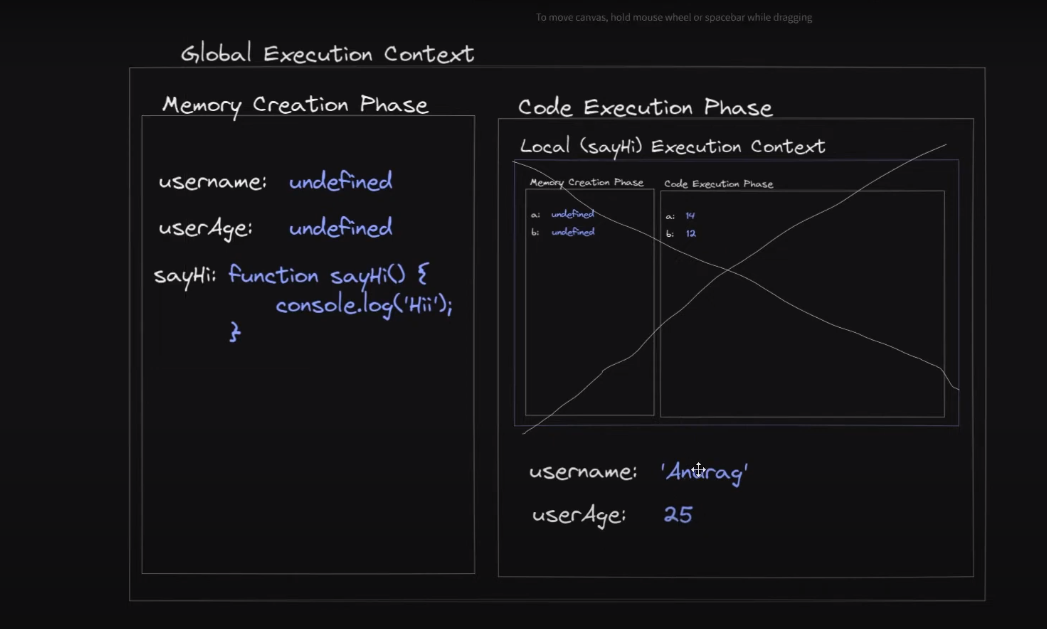 To move canvas, hold mouse wheel or spacebar while dragging
Global Execution Context
Memory Creation Phase
username: undefined
userAge: undefined
sayHi: function sayHi() {
console.log('Hii');
}
Code Execution Phase
Local (sayHi) Execution Context
Memory Creation Phase
a: undefined
b: undefined
Code Execution Phase
a: 14
b: 12
username: 'Anurag'
userAge: 25